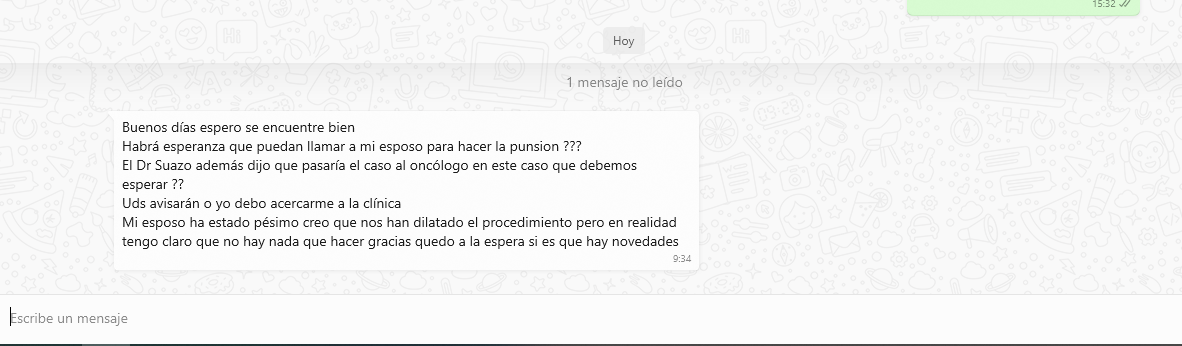 15:32
Hoy
1 mensaje no leído
Buenos días espero se encuentre bien
Habrá esperanza que puedan llamar a mi esposo para hacer la punsion ???
El Dr Suazo además dijo que pasaría el caso al oncólogo en este caso que debemos
esperar ??
Uds avisarán o yo debo acercarme a la clínica
Mi esposo ha estado pésimo creo que nos han dilatado el procedimiento pero en realidad
tengo claro que no hay nada que hacer gracias quedo a la espera si es que hay novedades
9:34
Escribe un mensaje